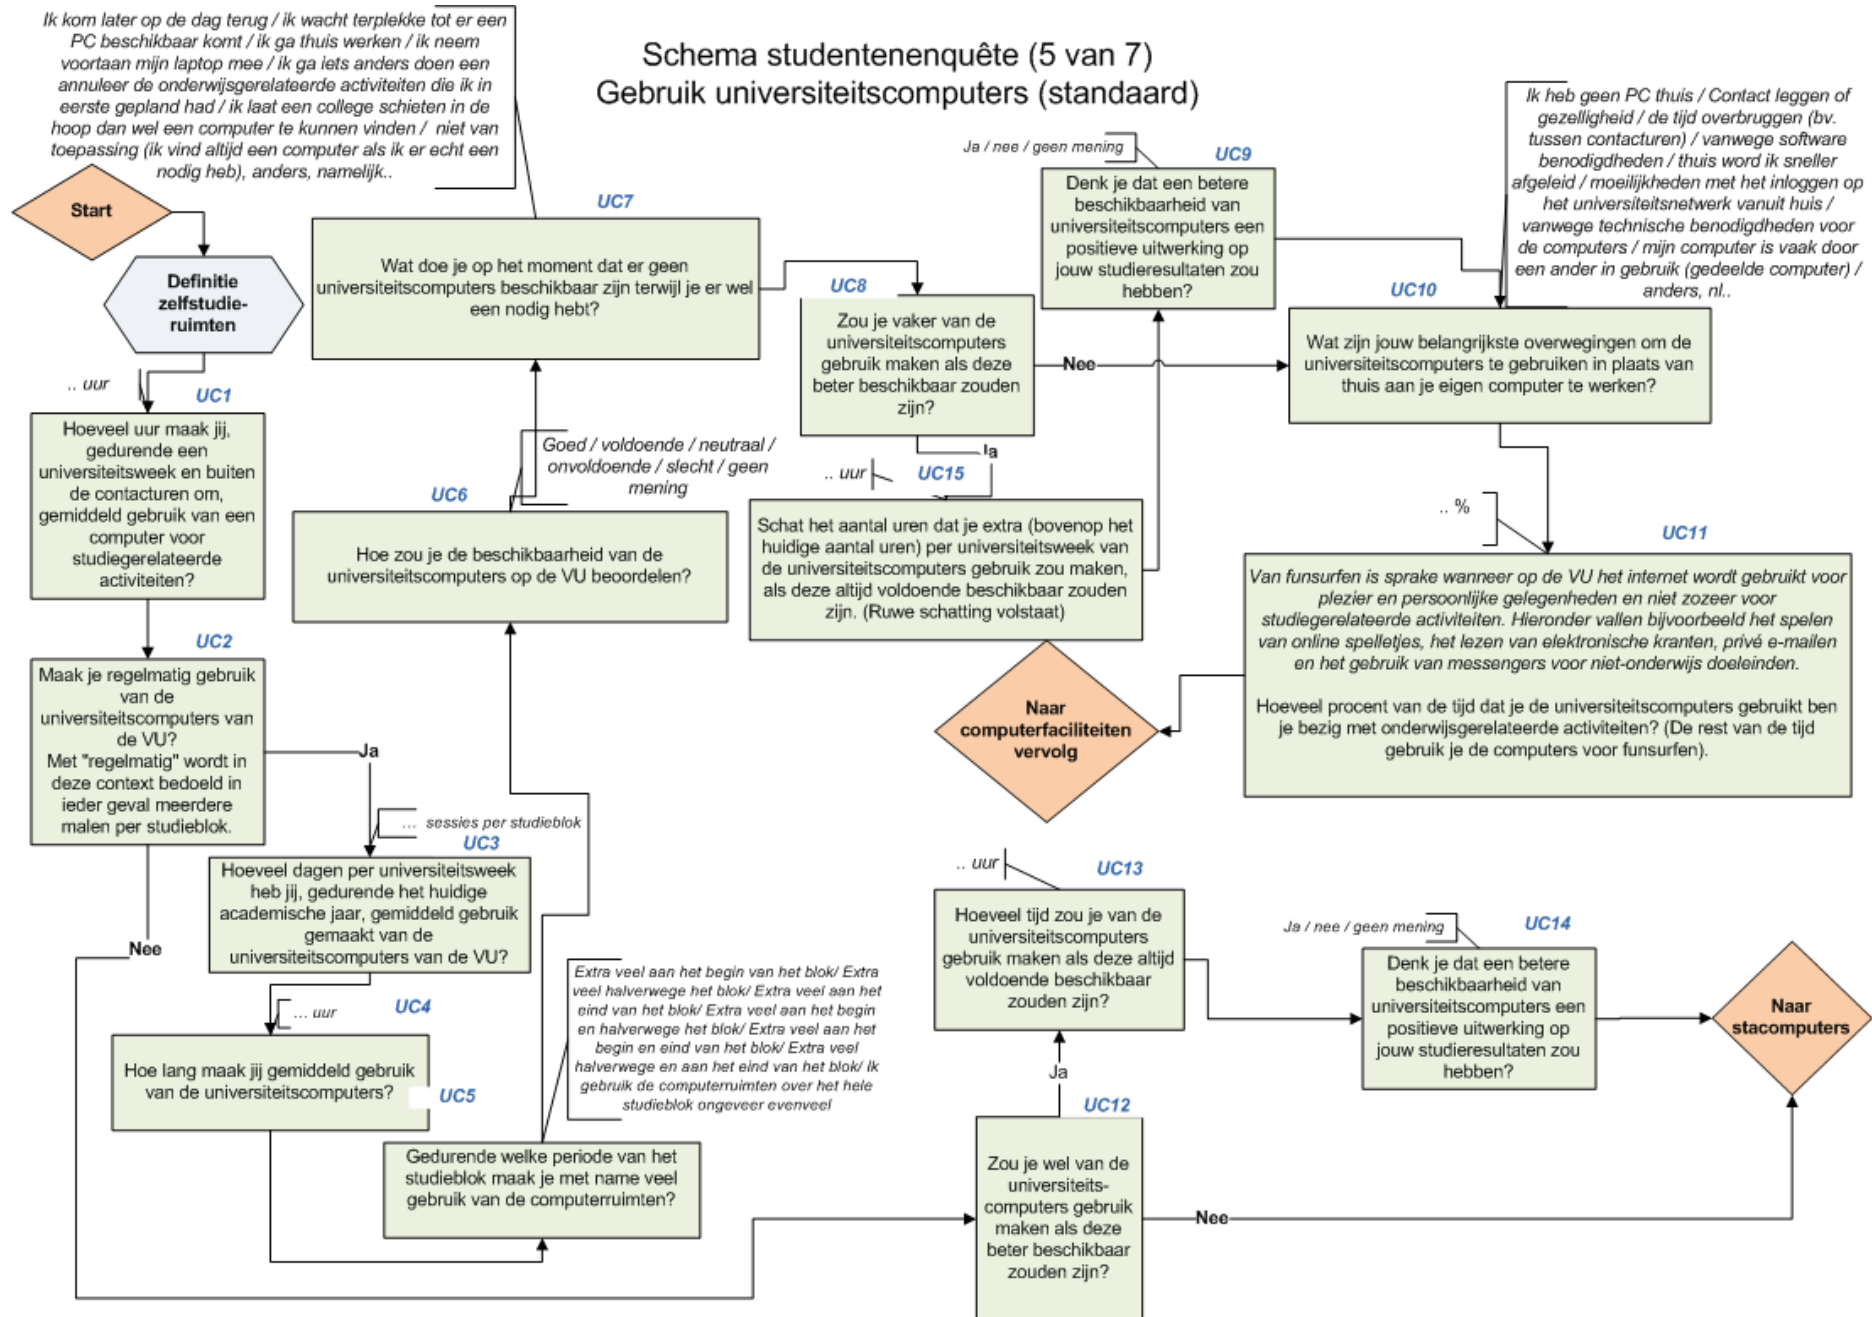 Schema studentenenquête (5 van 7)
Gebruik universiteitscomputers (standaard)
Ik kom later op de dag terug / ik wacht terplekke tot er een
PC beschikbaar komt / ik ga thuis werken / ik neem
voortaan mijn laptop mee / ik ga iets anders doen een
annuleer de onderwijsgerelateerde activiteiten die ik in
eerste gepland had / ik laat een college schieten in de
hoop dan wel een computer te kunnen vinden / niet van
toepassing (ik vind altijd een computer als ik er echt een
nodig heb), anders, namelijk..
Start
Definitie
zelfstudie-
ruimten
.. uur
UC1
Hoeveel uur maak jij,
gedurende een
universiteitsweek en buiten
de contacturen om,
gemiddeld gebruik van een
computer voor
studiegerelateerde
activiteiten?
UC2
Maak je regelmatig gebruik
van de
universiteitscomputers van
de VU?
Met "regelmatig" wordt in
deze context bedoeld in
ieder geval meerdere
malen per studieblok.
Ja
Nee
... sessies per studieblok
UC3
Hoeveel dagen per universiteitsweek
heb jij, gedurende het huidige
academische jaar, gemiddeld gebruik
gemaakt van de
universiteitscomputers van de VU?
... uur
UC4
Hoe lang maak jij gemiddeld gebruik
van de universiteitscomputers?
UC5
Gedurende welke periode van het
studieblok maak je met name veel
gebruik van de computerruimten?
Extra veel aan het begin van het blok/ Extra
veel halverwege het blok/ Extra veel aan het
eind van het blok/ Extra veel aan het begin
en halverwege het blok/ Extra veel aan het
begin en eind van het blok/ Extra veel
halverwege en aan het eind van het blok/ Ik
gebruik de computerruimten over het hele
studieblok ongeveer evenveel
UC6
Goed / voldoende / neutraal /
onvoldoende / slecht / geen
mening
Hoe zou je de beschikbaarheid van de
universiteitscomputers op de VU beoordelen?
UC7
Wat doe je op het moment dat er geen
universiteitscomputers beschikbaar zijn terwijl je er wel
een nodig hebt?
UC8
Zou je vaker van de
universiteitscomputers
gebruik maken als deze
beter beschikbaar zouden
zijn?
Nee
Ja
.. uur
UC15
Schat het aantal uren dat je extra (bovenop het
huidige aantal uren) per universiteitsweek van
de universiteitscomputers gebruik zou maken,
als deze altijd voldoende beschikbaar zouden
zijn. (Ruwe schatting volstaat)
Ja / nee / geen mening
UC9
Denk je dat een betere
beschikbaarheid van
universiteitscomputers een
positieve uitwerking op
jouw studieresultaten zou
hebben?
Ik heb geen PC thuis / Contact leggen of
gezelligheid / de tijd overbruggen (bv.
tussen contacturen) / vanwege software
benodigdheden / thuis word ik sneller
afgeleid / moeilijkheden met het inloggen op
het universiteitsnetwerk vanuit huis /
vanwege technische benodigdheden voor
de computers / mijn computer is vaak door
een ander in gebruik (gedeelde computer) /
anders, nl..
UC10
Wat zijn jouw belangrijkste overwegingen om de
universiteitscomputers te gebruiken in plaats van
thuis aan je eigen computer te werken?
.. %
UC11
Van funsurfen is sprake wanneer op de VU het internet wordt gebruikt voor
plezier en persoonlijke gelegenheden en niet zozeer voor
studiegerelateerde activiteiten. Hieronder vallen bijvoorbeeld het spelen
van online spelletjes, het lezen van elektronische kranten, privé e-mailen
en het gebruik van messengers voor niet-onderwijs doeleinden.
Hoeveel procent van de tijd dat je de universiteitscomputers gebruikt ben
je bezig met onderwijsgerelateerde activiteiten? (De rest van de tijd
gebruik je de computers voor funsurfen).
Naar
computerfaciliteiten
vervolg
UC12
Zou je wel van de
universiteits-
computers gebruik
maken als deze
beter beschikbaar
zouden zijn?
Ja
Nee
.. uur
UC13
Hoeveel tijd zou je van de
universiteitscomputers
gebruik maken als deze altijd
voldoende beschikbaar
zouden zijn?
Ja / nee / geen mening
UC14
Denk je dat een betere
beschikbaarheid van
universiteitscomputers een
positieve uitwerking op
jouw studieresultaten zou
hebben?
Naar
stacomputers